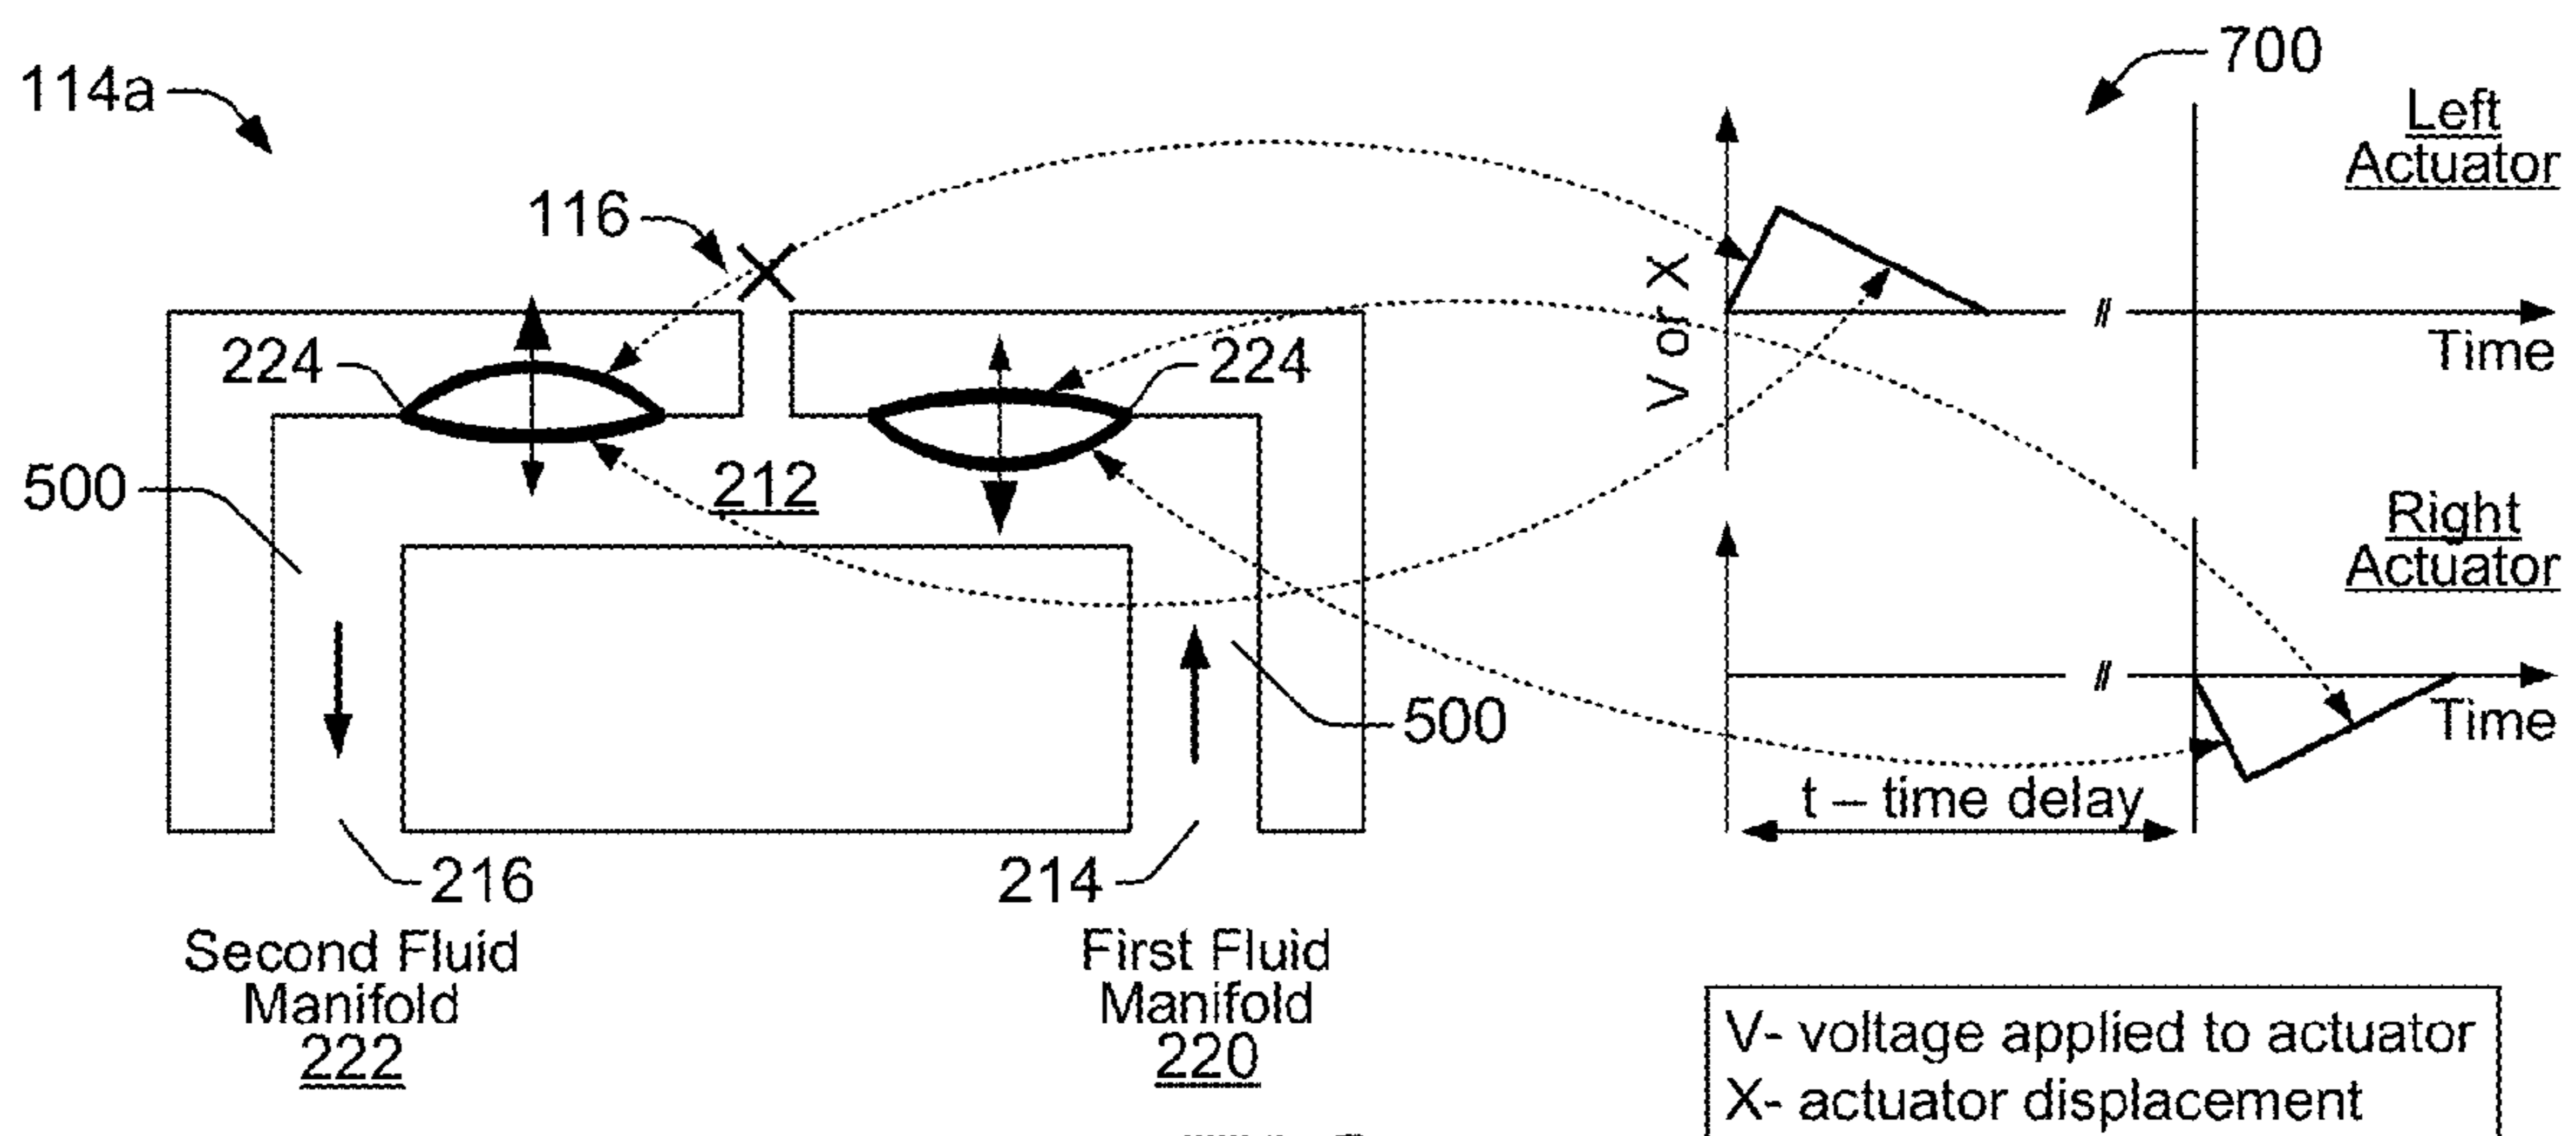 114a
700
Left
Actuator
116
V or X
224
224
Time
500
212
Right
Actuator
500
Time
t – time delay
216
214
Second Fluid
Manifold
222
First Fluid
Manifold
220
V- voltage applied to actuator
X- actuator displacement